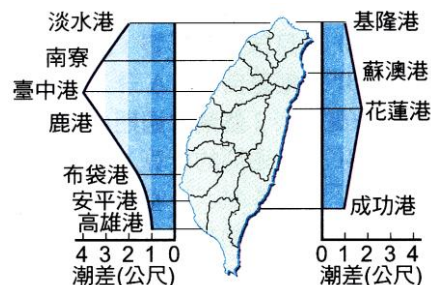 淡水港
南寮
臺中港
鹿港
布袋港
安平港
高雄港
4 3 2 1 0
潮差(公尺)
基隆港
蘇澳港
花蓮港
成功港
0 1 2 3 4
潮差(公尺)